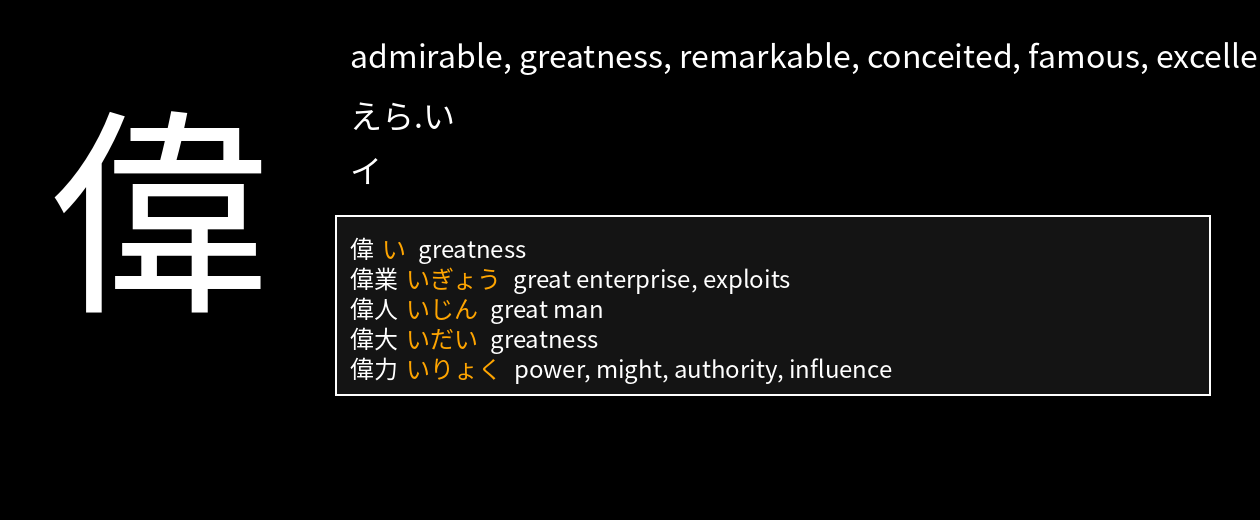 偉
admirable, greatness, remarkable, conceited, famous, excelle
えら.い
イ
偉 い greatness
偉業 いぎょう great enterprise, exploits
偉人 いじん great man
偉大 いだい greatness
偉力 いりょく power, might, authority, influence